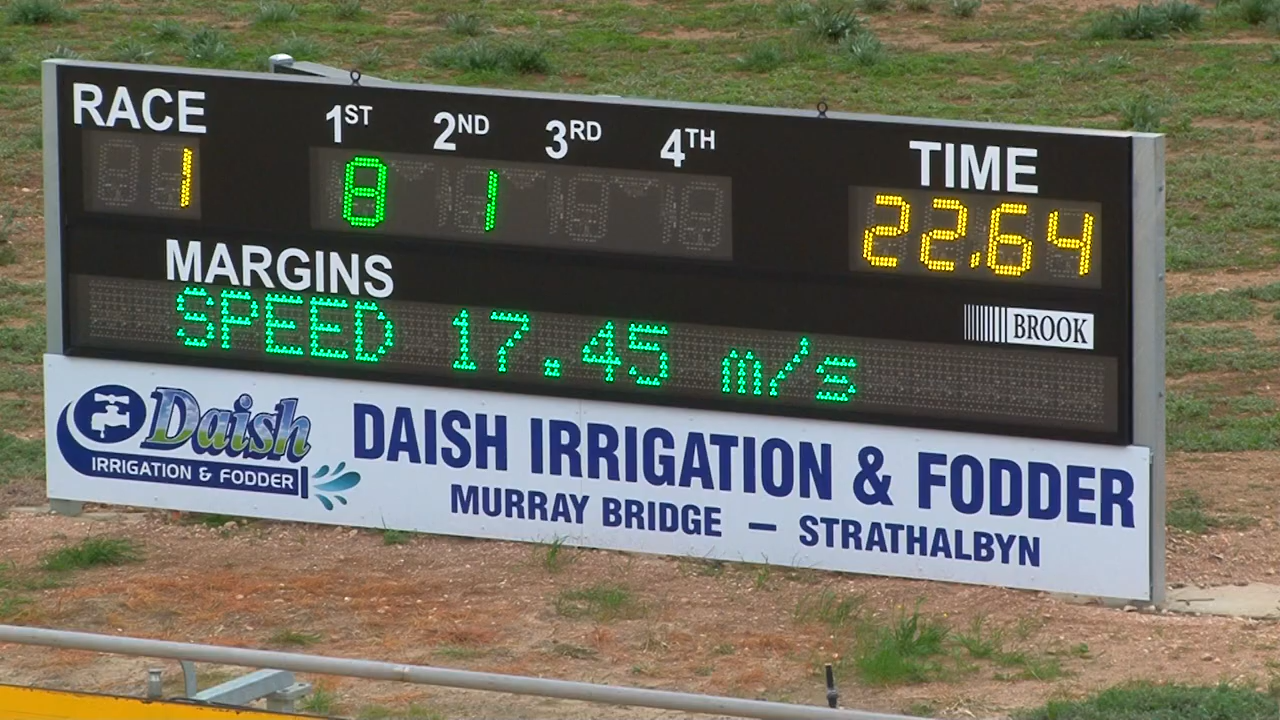 RACE 1ST 2ND 3RD 4TH TIME
1 8 1 22.64
MARGINS
SPEED 17.45 m/s
BROOK
Daish
IRRIGATION & FODDER
DAISH IRRIGATION & FODDER
MURRAY BRIDGE – STRATHALBYN